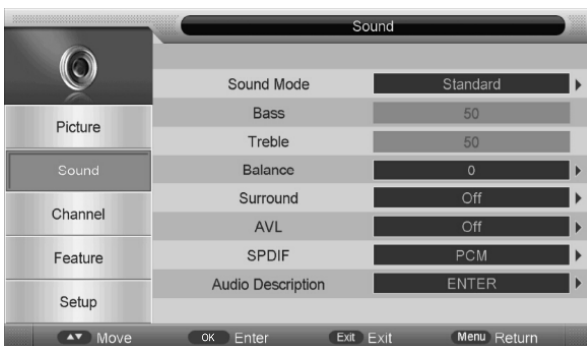 Sound
Picture
Sound
Channel
Feature
Setup
Sound Mode Standard
Bass 50
Treble 50
Balance 0
Surround Off
AVL Off
SPDIF PCM
Audio Description ENTER
Move OK Enter Exit Exit Menu Return